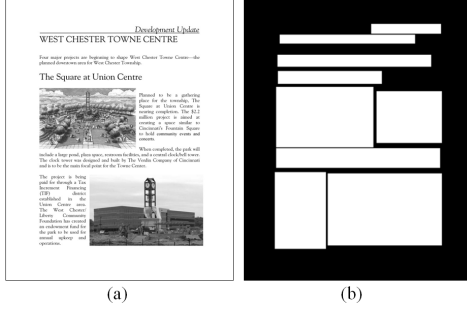 Development Update
WEST CHESTER TOWNE CENTRE
Four major projects are beginning to shape West Chester Towne Centre—the
planned downtown area for West Chester Township.
The Square at Union Centre
Planned to be a gathering
place for the township, The
Square at Union Centre is
nearing completion. The $2.2
million project is aimed at
creating a space similar to
Cincinnati's Fountain Square
to hold community events and
concerts.
When completed, the park will
include a large pond, plaza space, restroom facilities, and a central clock/bell tower.
The clock tower was designed and built by The Verdin Company of Cincinnati
and is to be the main focal point for the Towne Center.
The project is being
paid for through a Tax
Increment Financing
(TIF) district
established in the
Union Centre area.
The West Chester/
Liberty Community
Foundation has created
an endowment fund for
the park to be used for
annual upkeep and
operations.
(a)
(b)